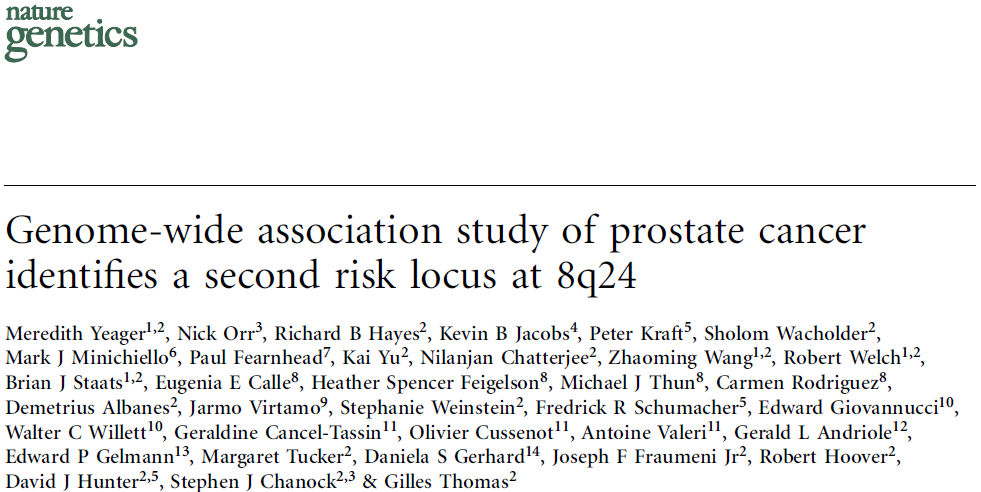 nature
genetics
Genome-wide association study of prostate cancer
identifies a second risk locus at 8q24
Meredith Yeager1,2, Nick Orr3, Richard B Hayes2, Kevin B Jacobs4, Peter Kraft5, Sholom Wacholder2,
Mark J Minichiello6, Paul Fearnhead7, Kai Yu2, Nilanjan Chatterjee2, Zhaoming Wang1,2, Robert Welch1,2,
Brian J Staats1,2, Eugenia E Calle8, Heather Spencer Feigelson8, Michael J Thun8, Carmen Rodriguez8,
Demetrius Albanes2, Jarmo Virtamo9, Stephanie Weinstein2, Fredrick R Schumacher5, Edward Giovannucci10,
Walter C Willett10, Geraldine Cancel-Tassin11, Olivier Cussenot11, Antoine Valeri11, Gerald L Andriole12,
Edward P Gelmann13, Margaret Tucker2, Daniela S Gerhard14, Joseph F Fraumeni Jr2, Robert Hoover2,
David J Hunter2,5, Stephen J Chanock2,3 & Gilles Thomas2